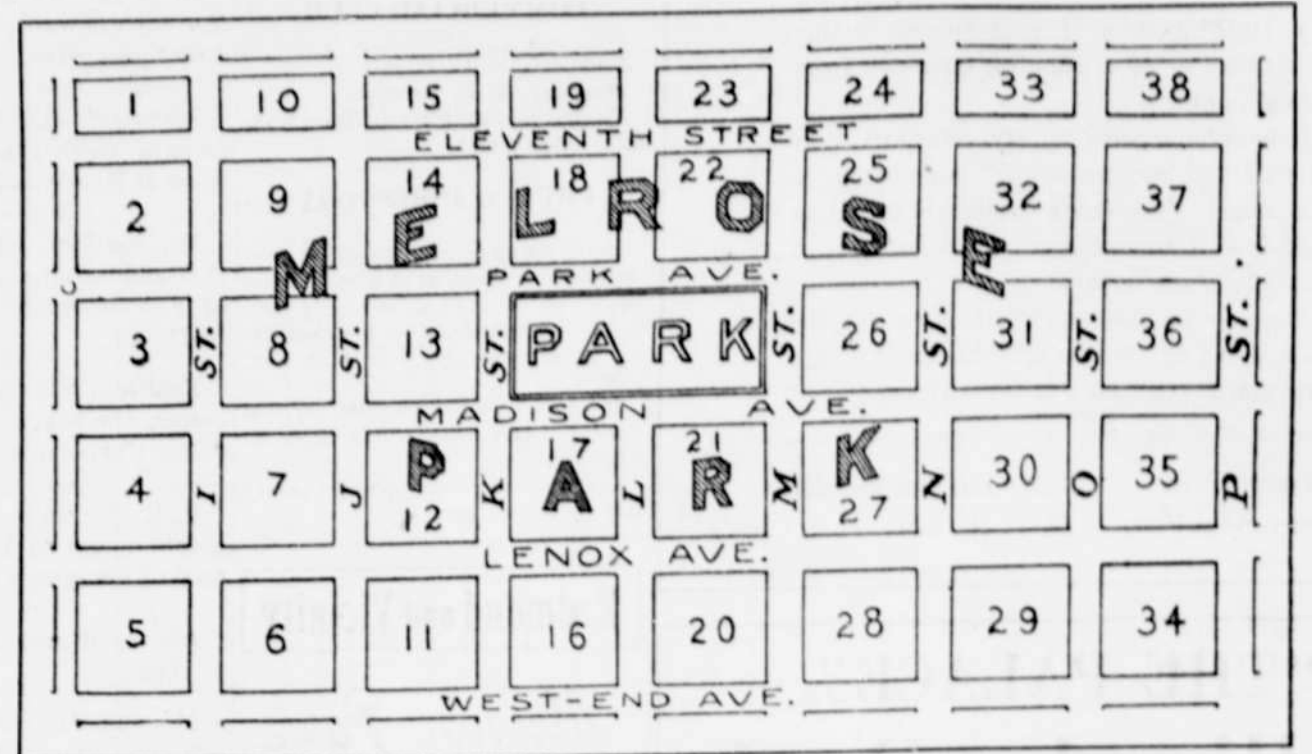 1 10 15 19 23 24 33 38
ELEVENTH STREET
2 9 14 18 22 25 32 37
MELROSE
PARK AVE.
3 ST. 8 ST. 13 ST. PARK ST. 26 ST. 31 ST. 36 ST.
MADISON AVE.
4 I 7 J 12 K 17 L 21 M 27 N 30 O 35 P
PARK
LENOX AVE.
5 6 11 16 20 28 29 34
WEST-END AVE.